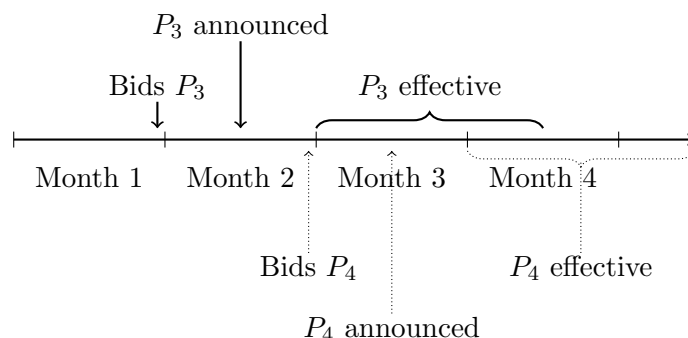 P₃ announced
Bids P₃
P₃ effective
Month 1
Month 2
Month 3
Month 4
Bids P₄
P₄ effective
P₄ announced